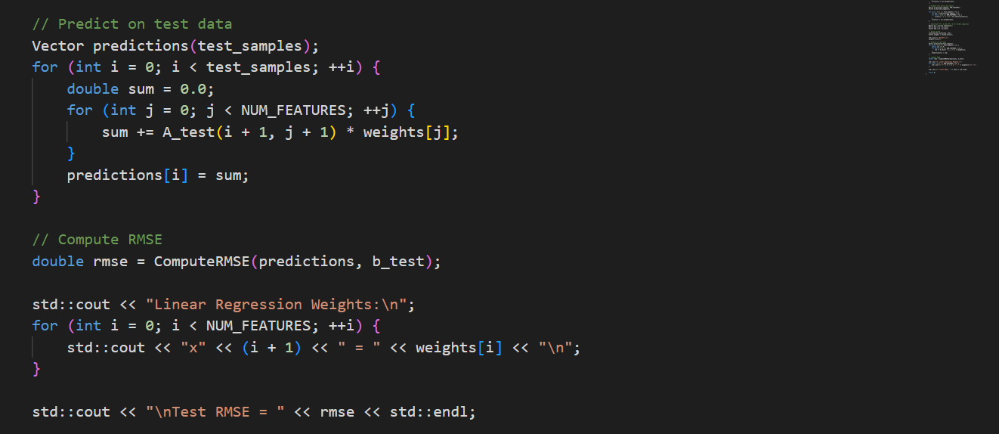 // Predict on test data
Vector predictions(test_samples);
for (int i = 0; i < test_samples; ++i) {
    double sum = 0.0;
    for (int j = 0; j < NUM_FEATURES; ++j) {
        sum += A_test(i + 1, j + 1) * weights[j];
    }
    predictions[i] = sum;
}

// Compute RMSE
double rmse = ComputeRMSE(predictions, b_test);

std::cout << "Linear Regression Weights:\n";
for (int i = 0; i < NUM_FEATURES; ++i) {
    std::cout << "x" << (i + 1) << " = " << weights[i] << "\n";
}

std::cout << "\nTest RMSE = " << rmse << std::endl;